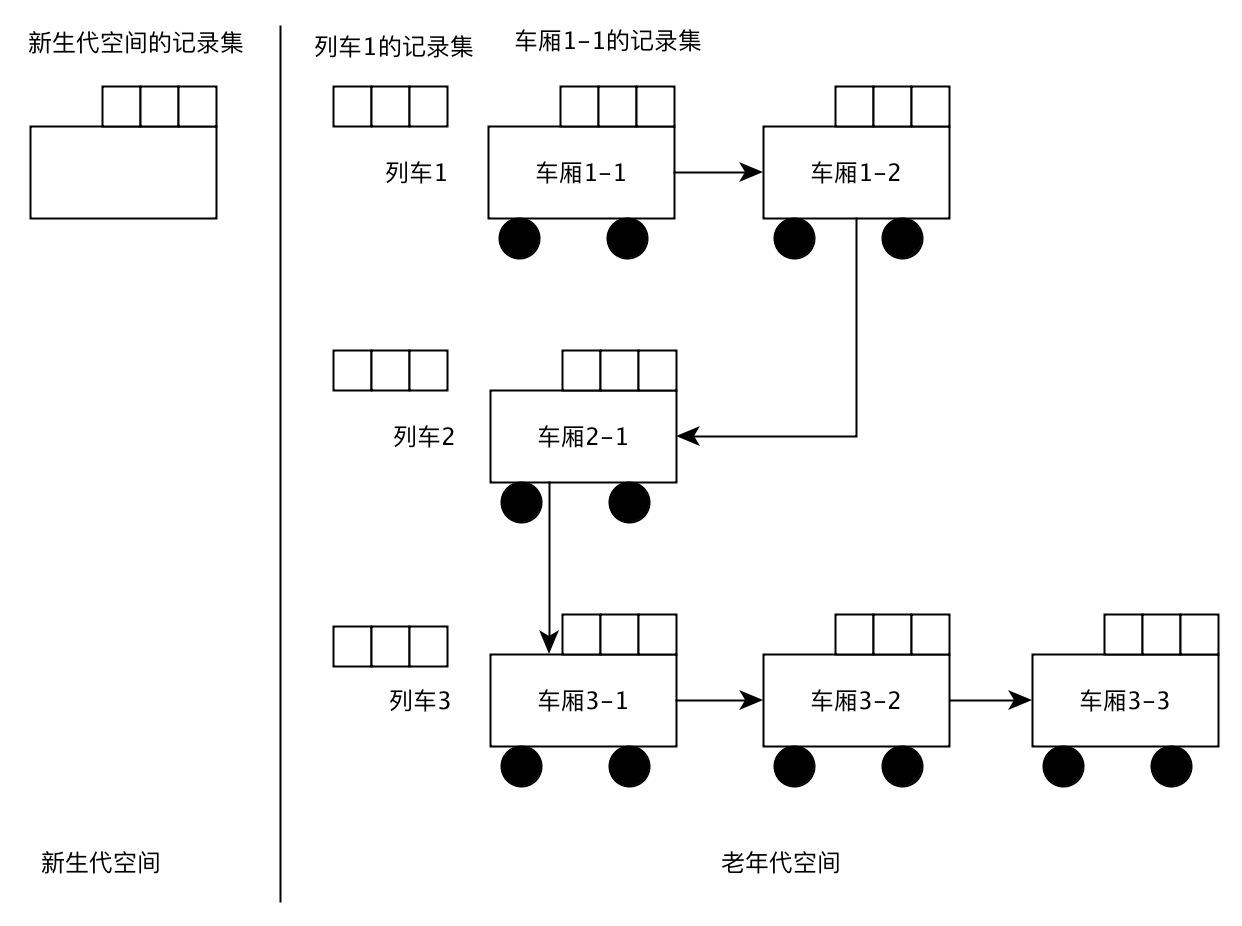 新生代空间的记录集
列车1的记录集
车厢1-1的记录集
列车1
车厢1-1
车厢1-2
列车2
车厢2-1
列车3
车厢3-1
车厢3-2
车厢3-3
新生代空间
老年代空间